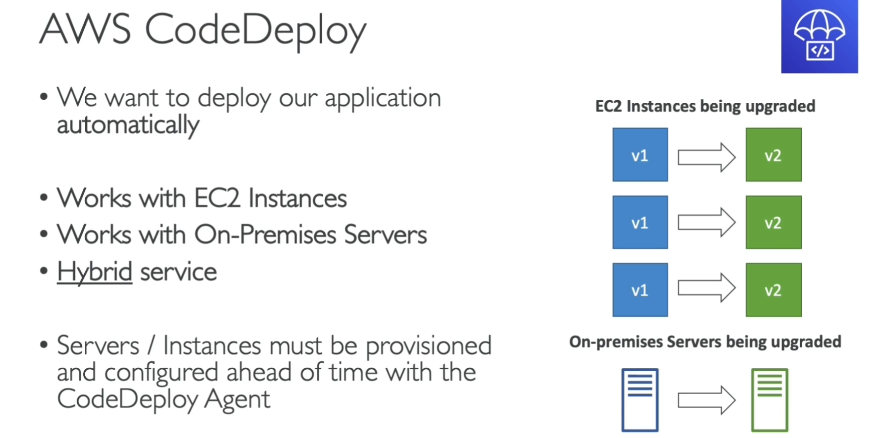 AWS CodeDeploy
</>
• We want to deploy our application
automatically
• Works with EC2 Instances
• Works with On-Premises Servers
• Hybrid service
• Servers / Instances must be provisioned
and configured ahead of time with the
CodeDeploy Agent
EC2 Instances being upgraded
v1 v2
v1 v2
v1 v2
On-premises Servers being upgraded